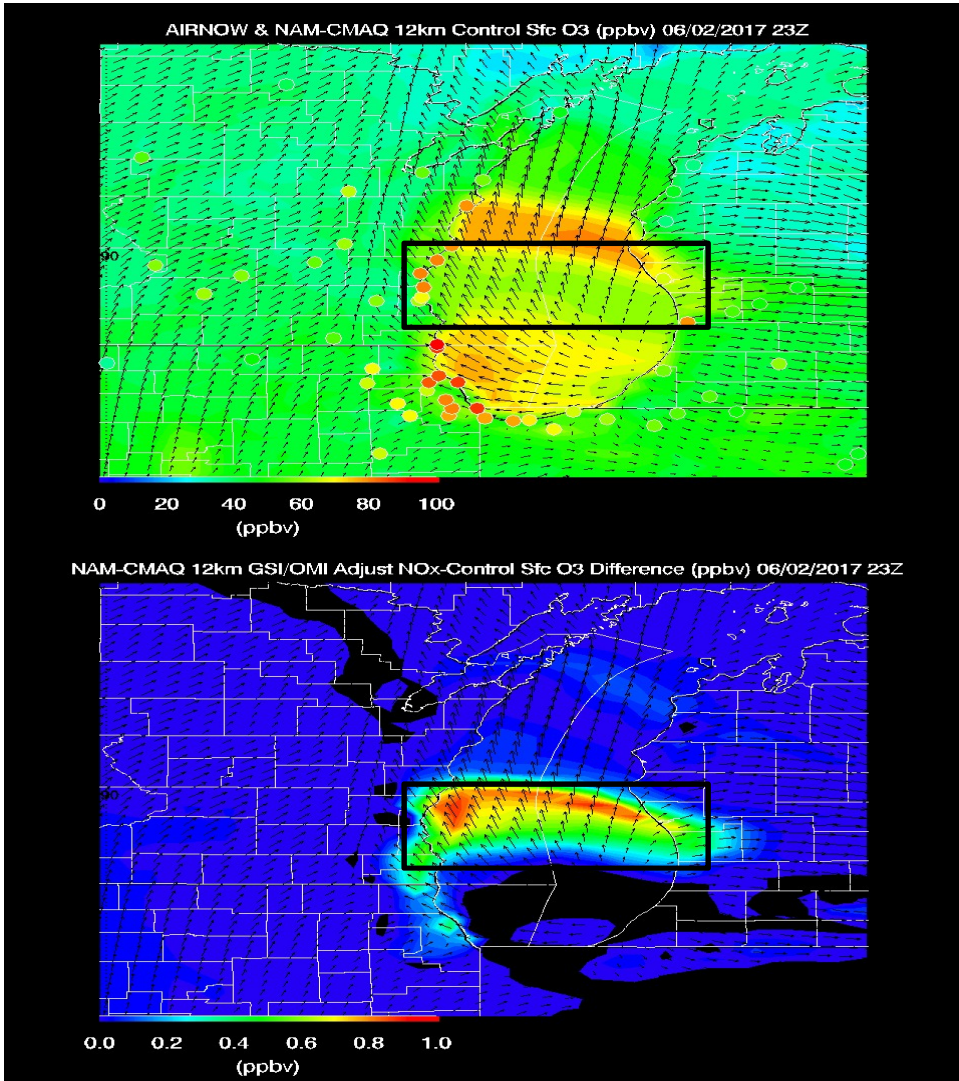 AIRNOW & NAM-CMAQ 12km Control Sfc O3 (ppbv) 06/02/2017 23Z
90
0 20 40 60 80 100
(ppbv)
NAM-CMAQ 12km GSI/OMI Adjust NOx-Control Sfc O3 Difference (ppbv) 06/02/2017 23Z
90
0.0 0.2 0.4 0.6 0.8 1.0
(ppbv)